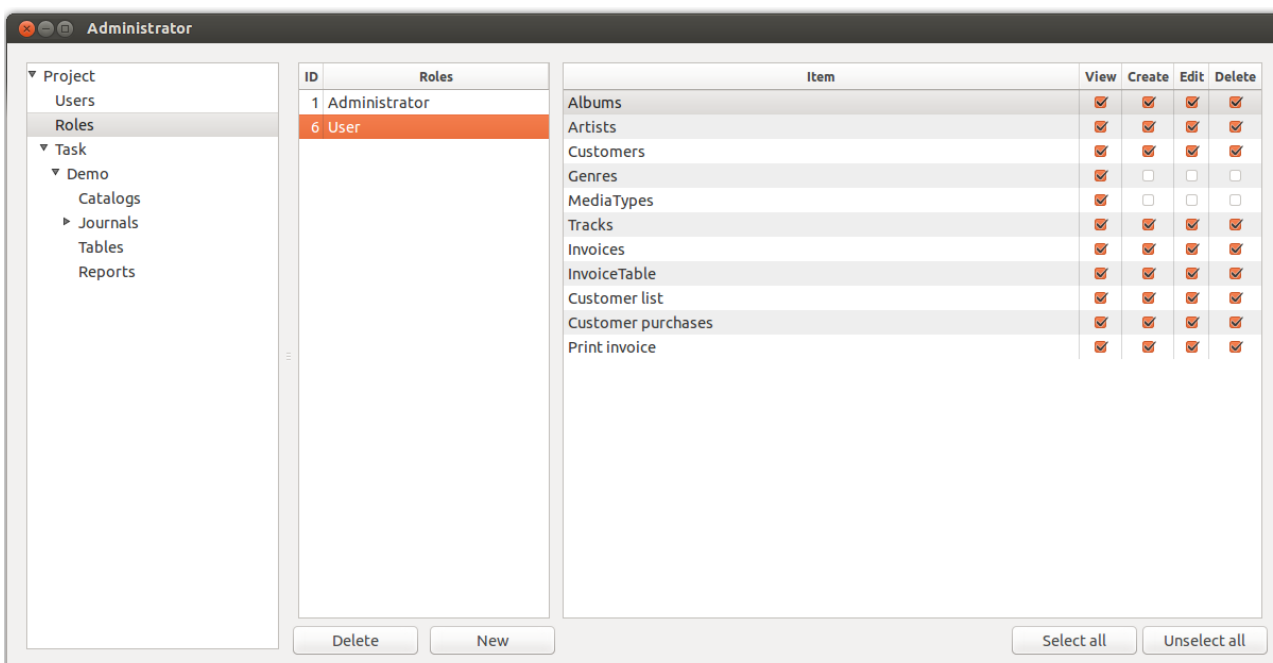 Administrator
Project
Users
Roles
Task
Demo
Catalogs
Journals
Tables
Reports
ID Roles
1 Administrator
6 User
Item View Create Edit Delete
Albums
Artists
Customers
Genres
MediaTypes
Tracks
Invoices
InvoiceTable
Customer list
Customer purchases
Print invoice
Delete New Select all Unselect all